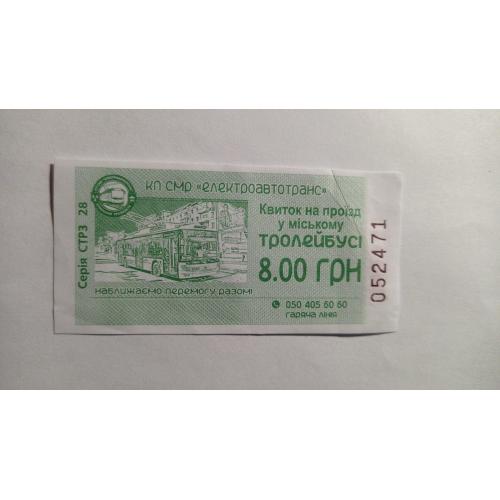 КП СМР «ЕЛЕКТРОАВТОТРАНС»
Серія СТРЗ 28
Квиток на проїзд
у міському
ТРОЛЕЙБУСІ
8.00 ГРН
052471
НАБЛИЖАЄМО ПЕРЕМОГУ РАЗОМ!
050 405 60 60
ГАРЯЧА ЛІНІЯ